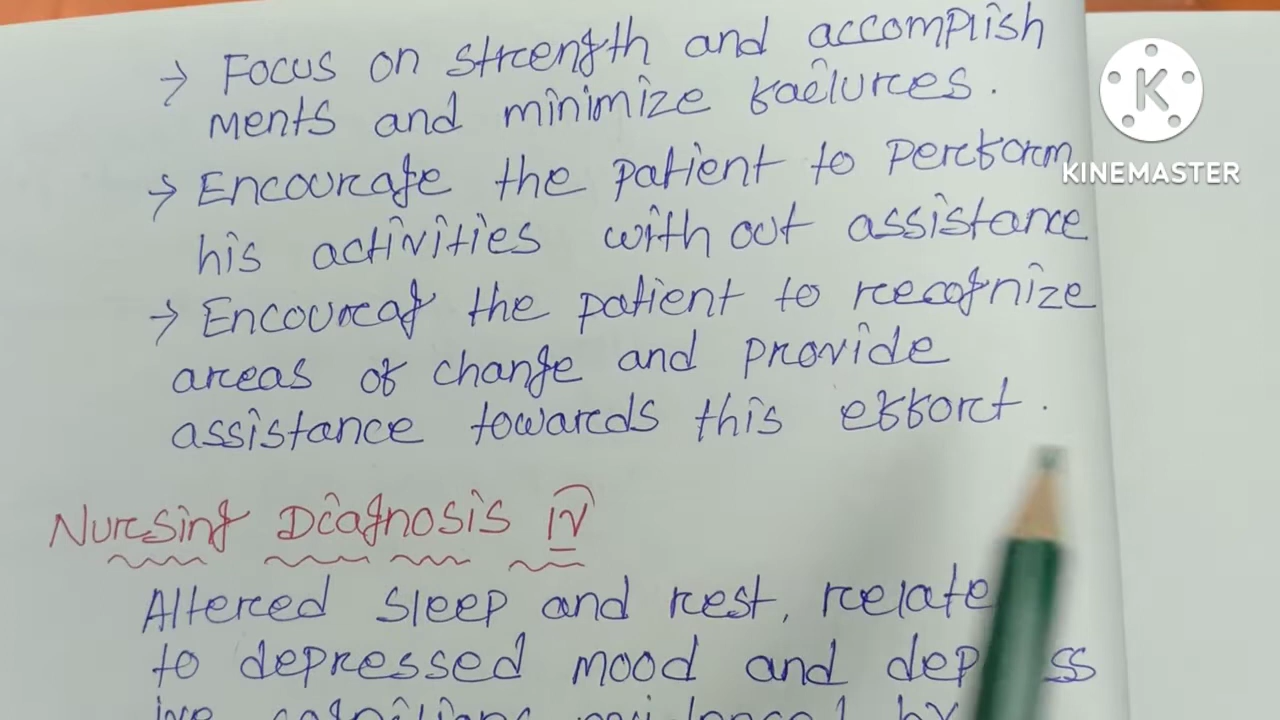 → Focus on strength and accomplish
ments and minimize failures.
→ Encourage the patient to perform
his activities with out assistance
→ Encourag the patient to recognize
areas of change and provide
assistance towards this effort.
Nursing Diagnosis IV
Altered sleep and rest, relate
to depressed mood and depress
by
K
KINEMASTER